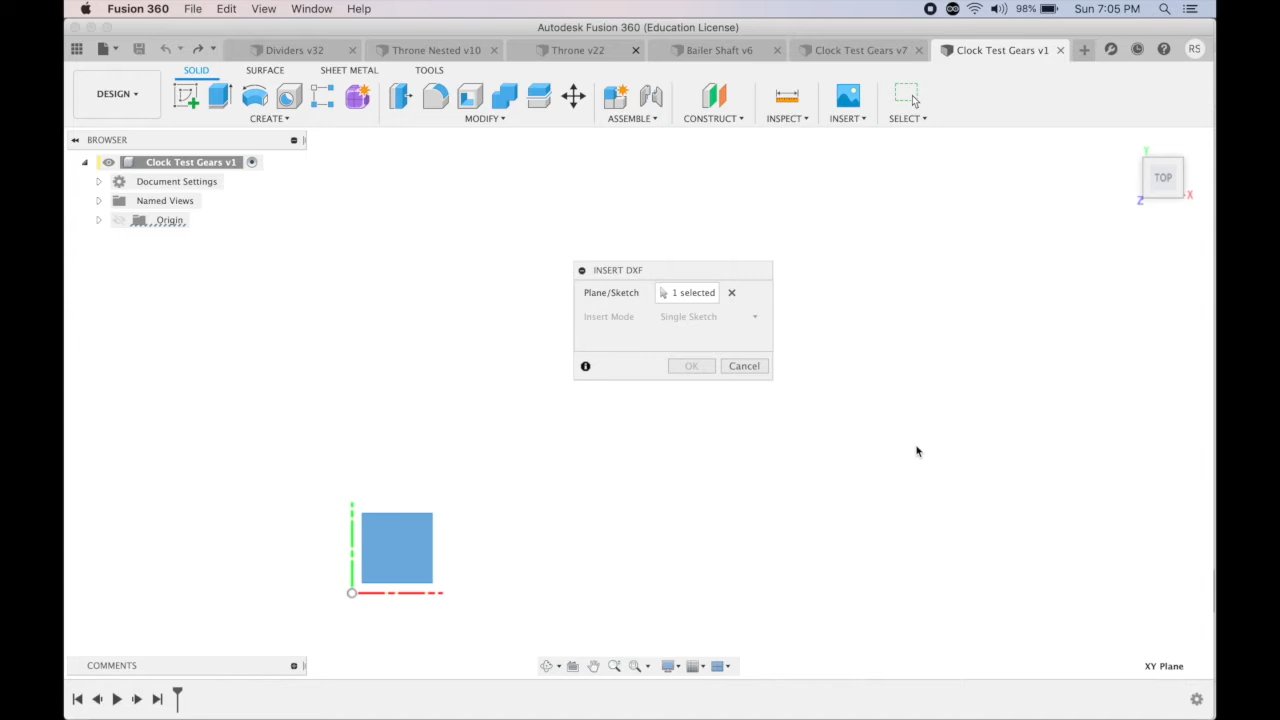 Fusion 360 File Edit View Window Help 98% Sun 7:05 PM
Autodesk Fusion 360 (Education License)
Dividers v32 Throne Nested v10 Throne v22 Bailer Shaft v6 Clock Test Gears v7 Clock Test Gears v1 RS
SOLID SURFACE SHEET METAL TOOLS
DESIGN
CREATE MODIFY ASSEMBLE CONSTRUCT INSPECT INSERT SELECT
BROWSER
Clock Test Gears v1
Document Settings
Named Views
Origin
Y
TOP
X
Z
INSERT DXF
Plane/Sketch 1 selected
Insert Mode Single Sketch
OK Cancel
COMMENTS
XY Plane